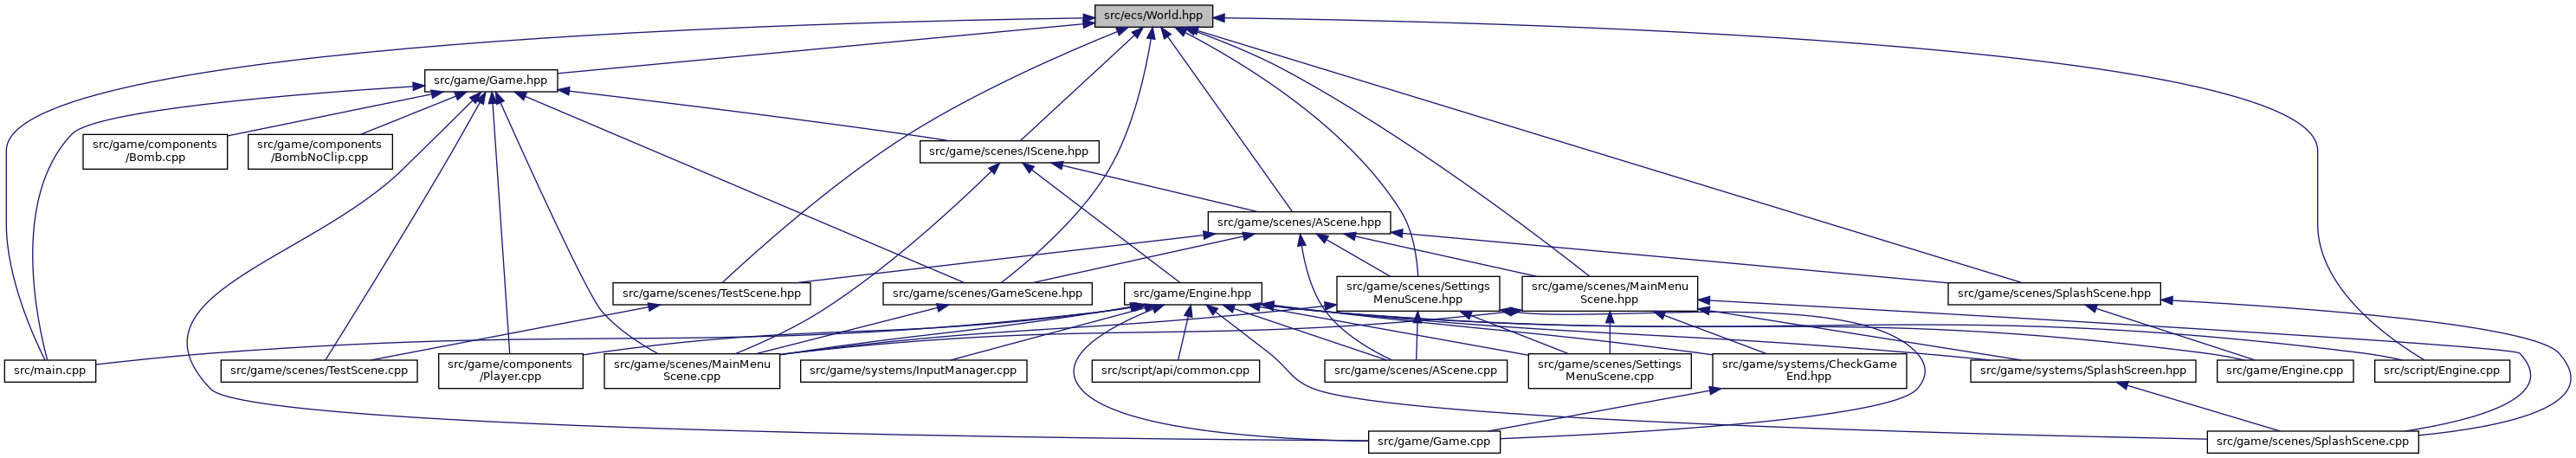 src/ecs/World.hpp
src/game/Game.hpp
src/game/components
/Bomb.cpp
src/game/components
/BombNoClip.cpp
src/game/scenes/IScene.hpp
src/game/scenes/AScene.hpp
src/game/scenes/TestScene.hpp
src/game/scenes/GameScene.hpp
src/game/Engine.hpp
src/game/scenes/Settings
MenuScene.hpp
src/game/scenes/MainMenu
Scene.hpp
src/game/scenes/SplashScene.hpp
src/main.cpp
src/game/scenes/TestScene.cpp
src/game/components
/Player.cpp
src/game/scenes/MainMenu
Scene.cpp
src/game/systems/InputManager.cpp
src/script/api/common.cpp
src/game/scenes/AScene.cpp
src/game/scenes/Settings
MenuScene.cpp
src/game/systems/CheckGame
End.hpp
src/game/systems/SplashScreen.hpp
src/game/Engine.cpp
src/script/Engine.cpp
src/game/Game.cpp
src/game/scenes/SplashScene.cpp